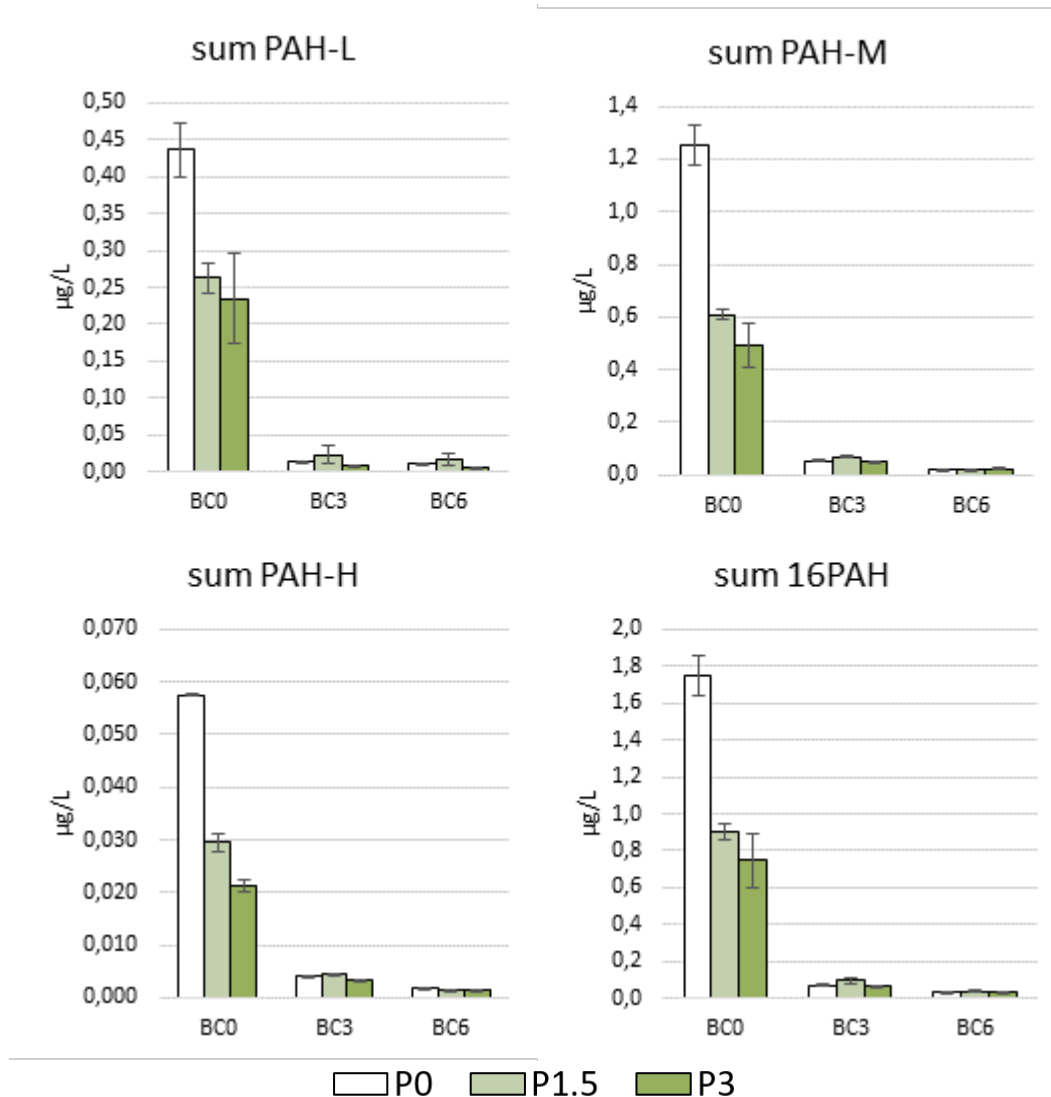 sum PAH-L
0,50
0,45
0,40
0,35
0,30
0,25
0,20
0,15
0,10
0,05
0,00
µg/L
BC0 BC3 BC6
sum PAH-M
1,4
1,2
1,0
0,8
0,6
0,4
0,2
0,0
µg/L
BC0 BC3 BC6
sum PAH-H
0,070
0,060
0,050
0,040
0,030
0,020
0,010
0,000
µg/L
BC0 BC3 BC6
sum 16PAH
2,0
1,8
1,6
1,4
1,2
1,0
0,8
0,6
0,4
0,2
0,0
µg/L
BC0 BC3 BC6
P0 P1.5 P3